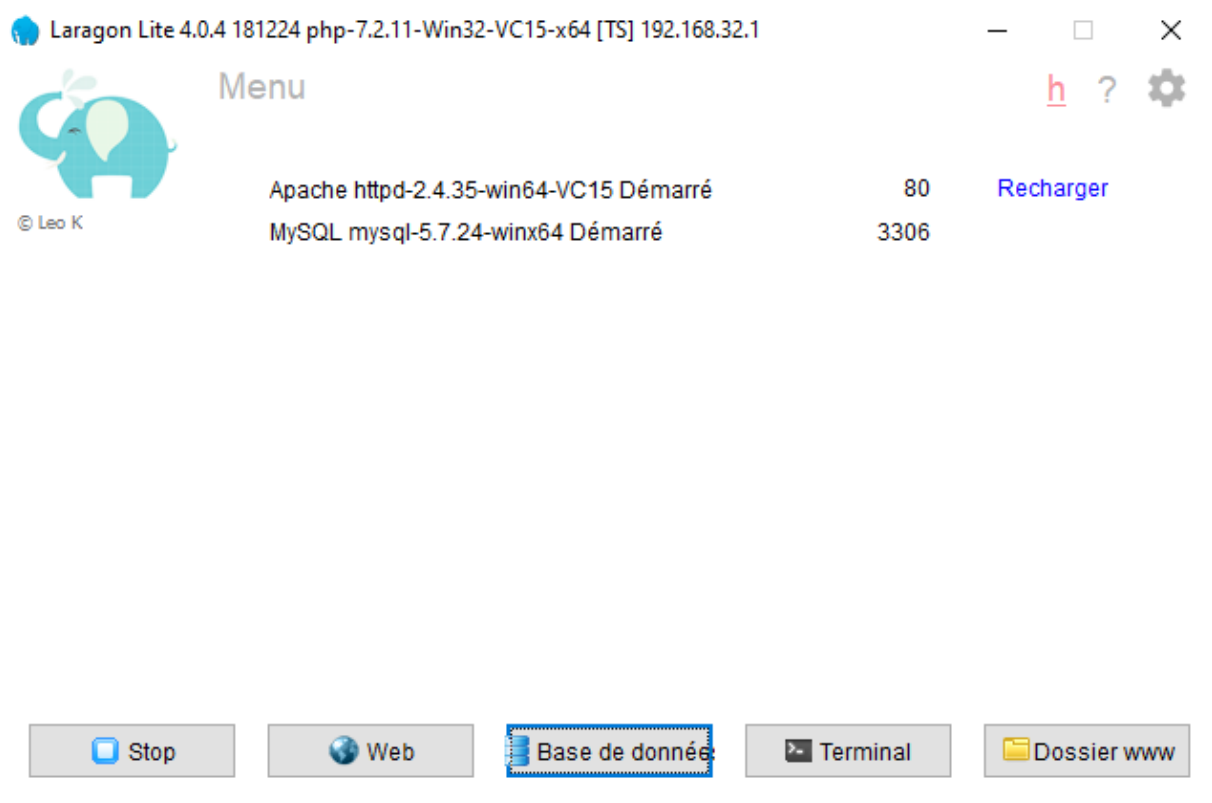 Laragon Lite 4.0.4 181224 php-7.2.11-Win32-VC15-x64 [TS] 192.168.32.1
Menu h ?
Apache httpd-2.4.35-win64-VC15 Démarré 80 Recharger
© Leo K
MySQL mysql-5.7.24-winx64 Démarré 3306
Stop Web Base de donnée Terminal Dossier www